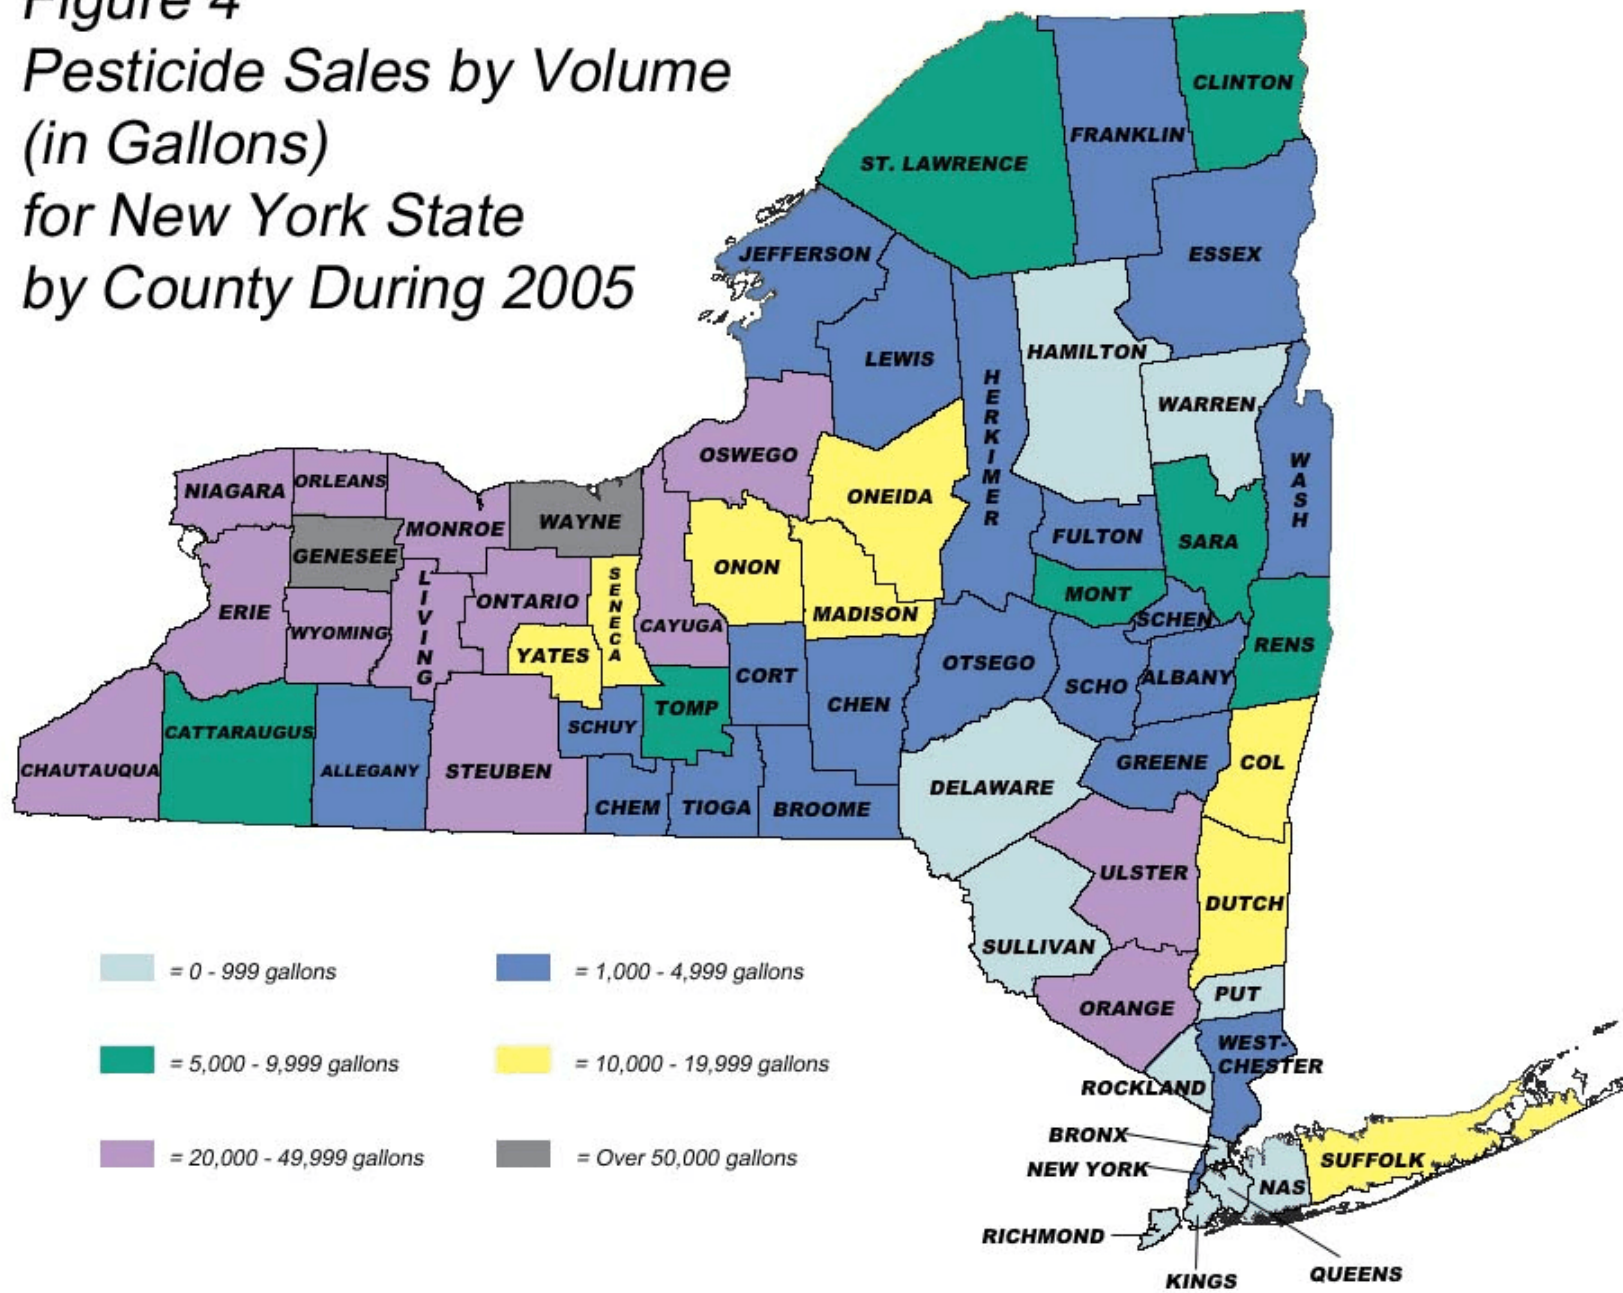 Figure 4
Pesticide Sales by Volume
(in Gallons)
for New York State
by County During 2005
CLINTON
FRANKLIN
ST. LAWRENCE
JEFFERSON
ESSEX
LEWIS
HAMILTON
HERKIMER
WARREN
WASH
OSWEGO
ONEIDA
NIAGARA
ORLEANS
MONROE
WAYNE
GENESEE
FULTON
SARA
ONON
MONT
SCHEN
RENS
ERIE
WYOMING
LIVING
ONTARIO
SENECA
CAYUGA
MADISON
YATES
CORT
OTSEGO
SCHO
ALBANY
CHEN
TOMP
SCHUY
CATTARAUGUS
CHAUTAUQUA
ALLEGANY
STEUBEN
CHEM
TIOGA
BROOME
DELAWARE
GREENE
COL
ULSTER
DUTCH
SULLIVAN
ORANGE
PUT
WEST-
CHESTER
ROCKLAND
BRONX
NEW YORK
SUFFOLK
NAS
RICHMOND
KINGS
QUEENS
= 0 - 999 gallons
= 1,000 - 4,999 gallons
= 5,000 - 9,999 gallons
= 10,000 - 19,999 gallons
= 20,000 - 49,999 gallons
= Over 50,000 gallons